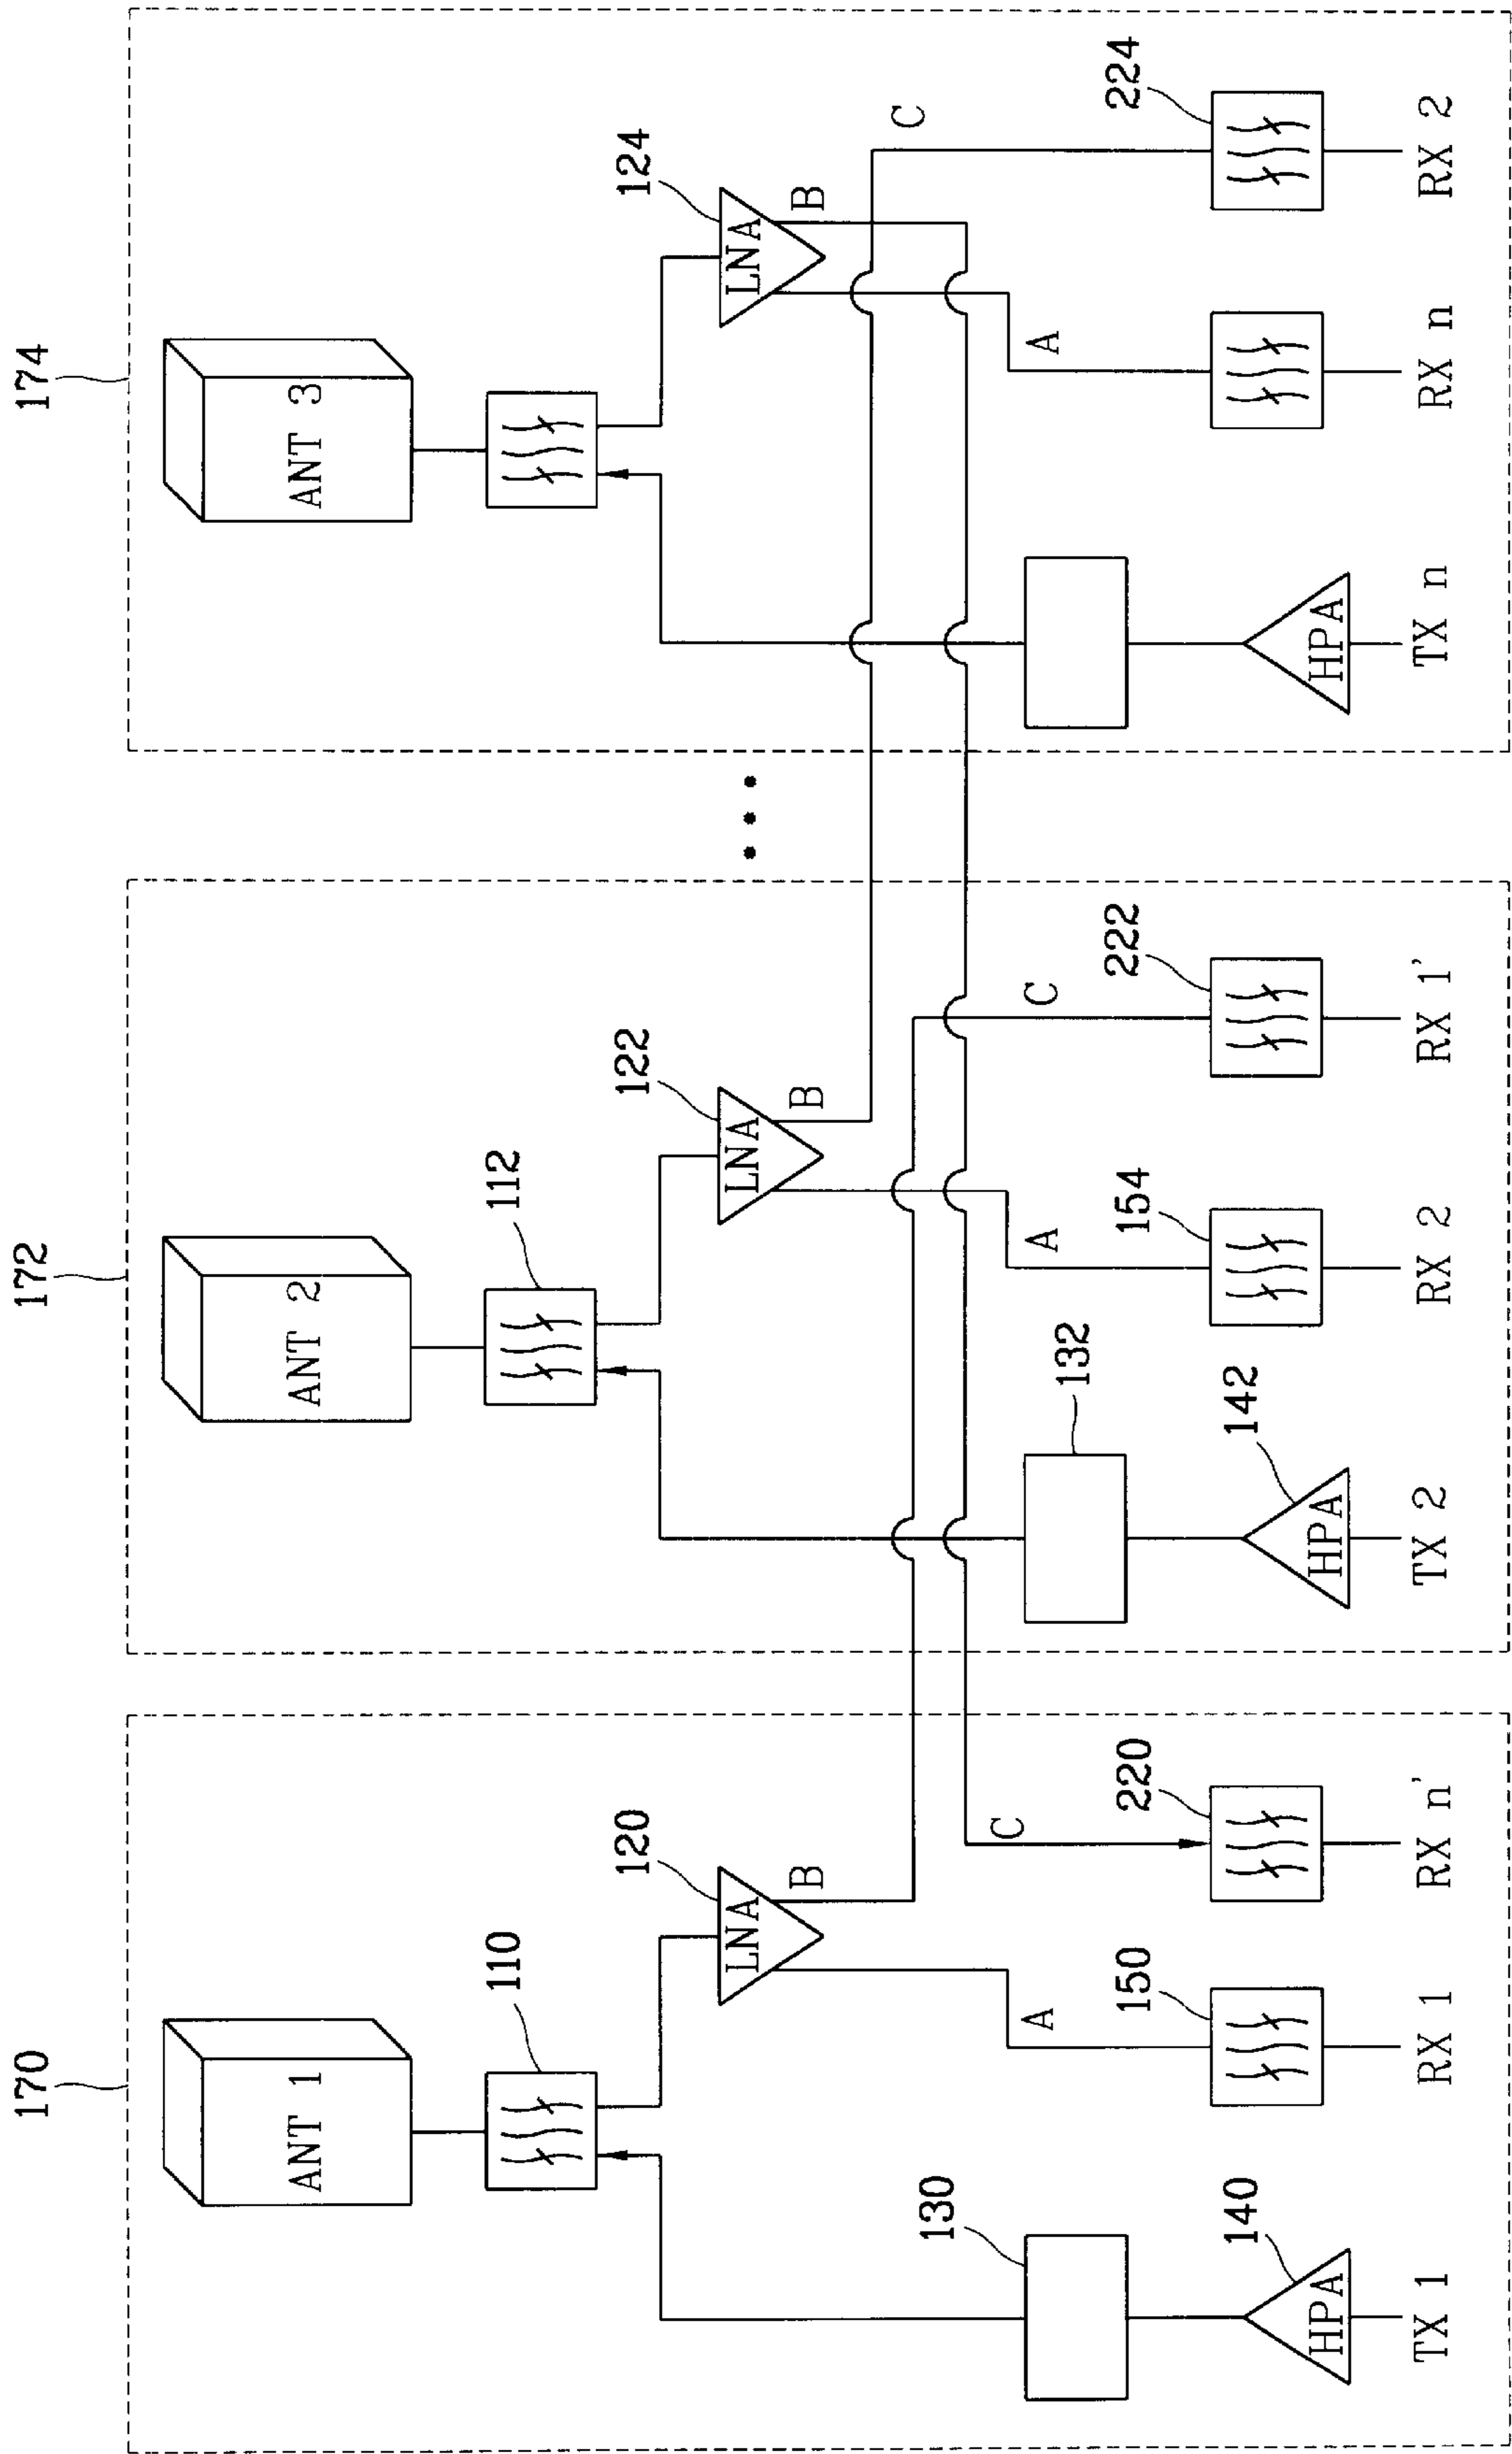 170
172
174
ANT 1
ANT 2
ANT 3
110
112
120
122
124
LNA
LNA
LNA
B
B
B
C
130
132
A
C
A
C
A
140
150
220
142
154
222
224
HPA
HPA
HPA
TX 1
RX 1
RX n'
TX 2
RX 2
RX 1'
TX n
RX n
RX 2